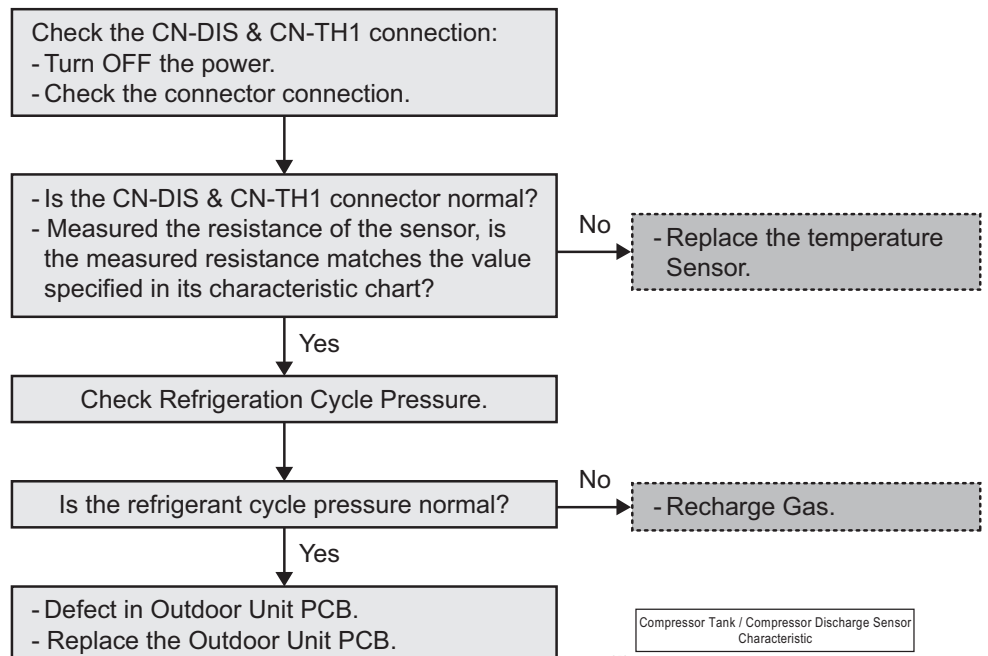 Check the CN-DIS & CN-TH1 connection:
- Turn OFF the power.
- Check the connector connection.
- Is the CN-DIS & CN-TH1 connector normal?
- Measured the resistance of the sensor, is
the measured resistance matches the value
specified in its characteristic chart?
No
- Replace the temperature
Sensor.
Yes
Check Refrigeration Cycle Pressure.
Is the refrigerant cycle pressure normal?
No
- Recharge Gas.
Yes
- Defect in Outdoor Unit PCB.
- Replace the Outdoor Unit PCB.
Compressor Tank / Compressor Discharge Sensor
Characteristic